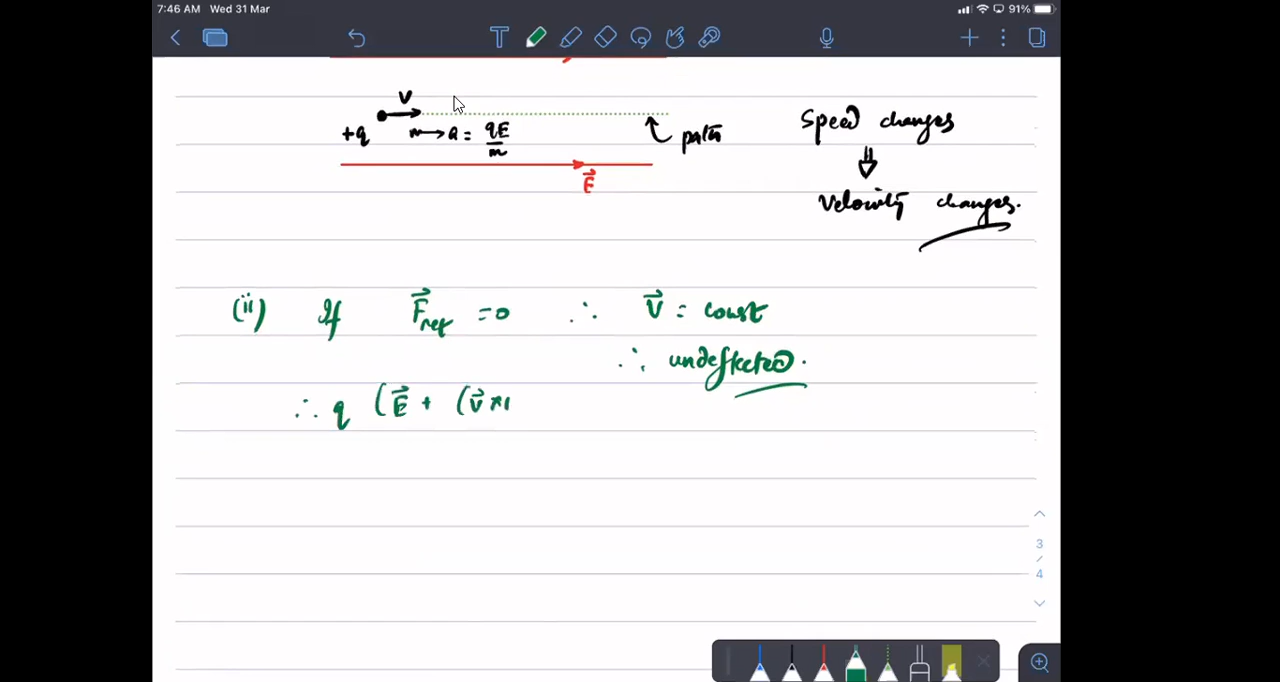 7:46 AM Wed 31 Mar
91%
T
V
+q
a = qE/m
path
E⃗
Speed changes
⇓
Velocity changes.
(ii) If F⃗net = 0 ∴ V⃗ = const
∴ undeflected.
∴ q (E⃗ + (V⃗ ×
3
/
4